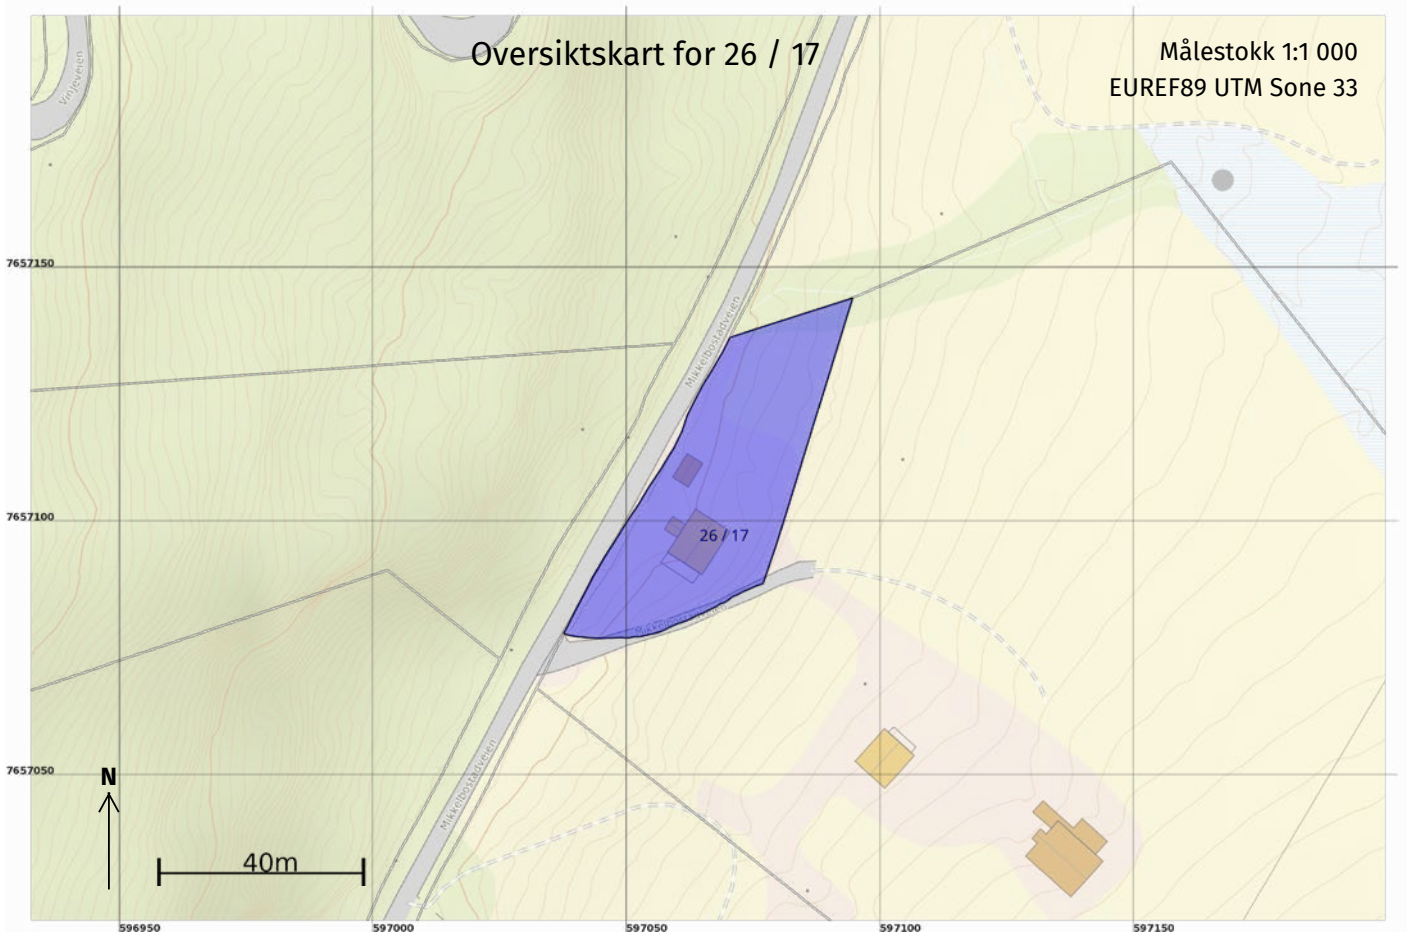 Oversiktskart for 26 / 17
Målestokk 1:1 000
EUREF89 UTM Sone 33
Vinjeveien
7657150
Mikkelbostadveien
7657100
26 / 17
Mikkelbostadveien
7657050
N
Mikkelbostadveien
40m
596950
597000
597050
597100
597150